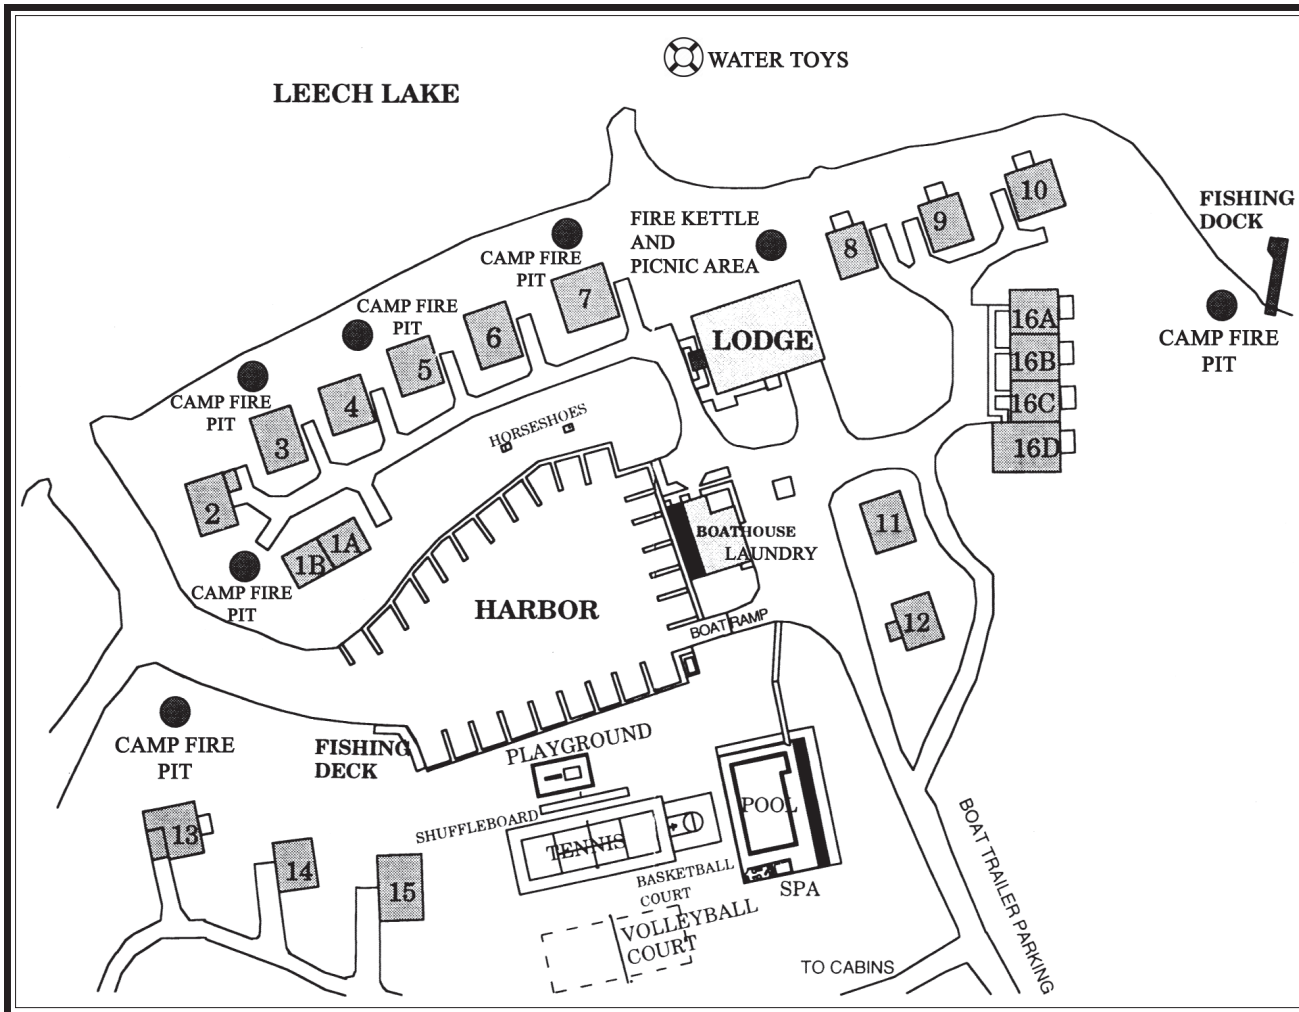 WATER TOYS
LEECH LAKE
10
FISHING
DOCK
FIRE KETTLE
AND
PICNIC AREA
9
8
CAMP FIRE
PIT
7
CAMP FIRE
PIT
6
5
LODGE
16A
16B
16C
16D
CAMP FIRE
PIT
CAMP FIRE
PIT
4
3
HORSESHOES
2
1A
1B
CAMP FIRE
PIT
BOATHOUSE
LAUNDRY
11
HARBOR
BOAT RAMP
12
CAMP FIRE
PIT
FISHING
DECK
PLAYGROUND
SHUFFLEBOARD
TENNIS
POOL
BASKETBALL
COURT
SPA
13
14
15
VOLLEYBALL
COURT
TO CABINS
BOAT TRAILER PARKING